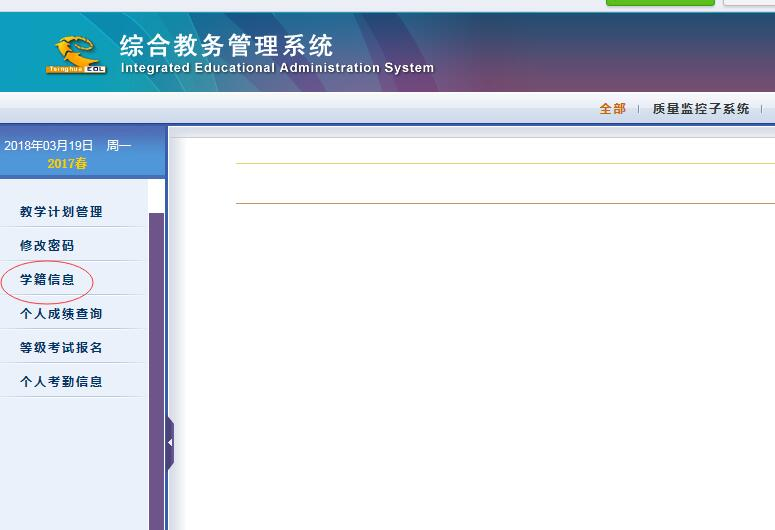 综合教务管理系统
Integrated Educational Administration System
Tsinghua EOL
全部 质量监控子系统
2018年03月19日 周一
2017春
教学计划管理
修改密码
学籍信息
个人成绩查询
等级考试报名
个人考勤信息